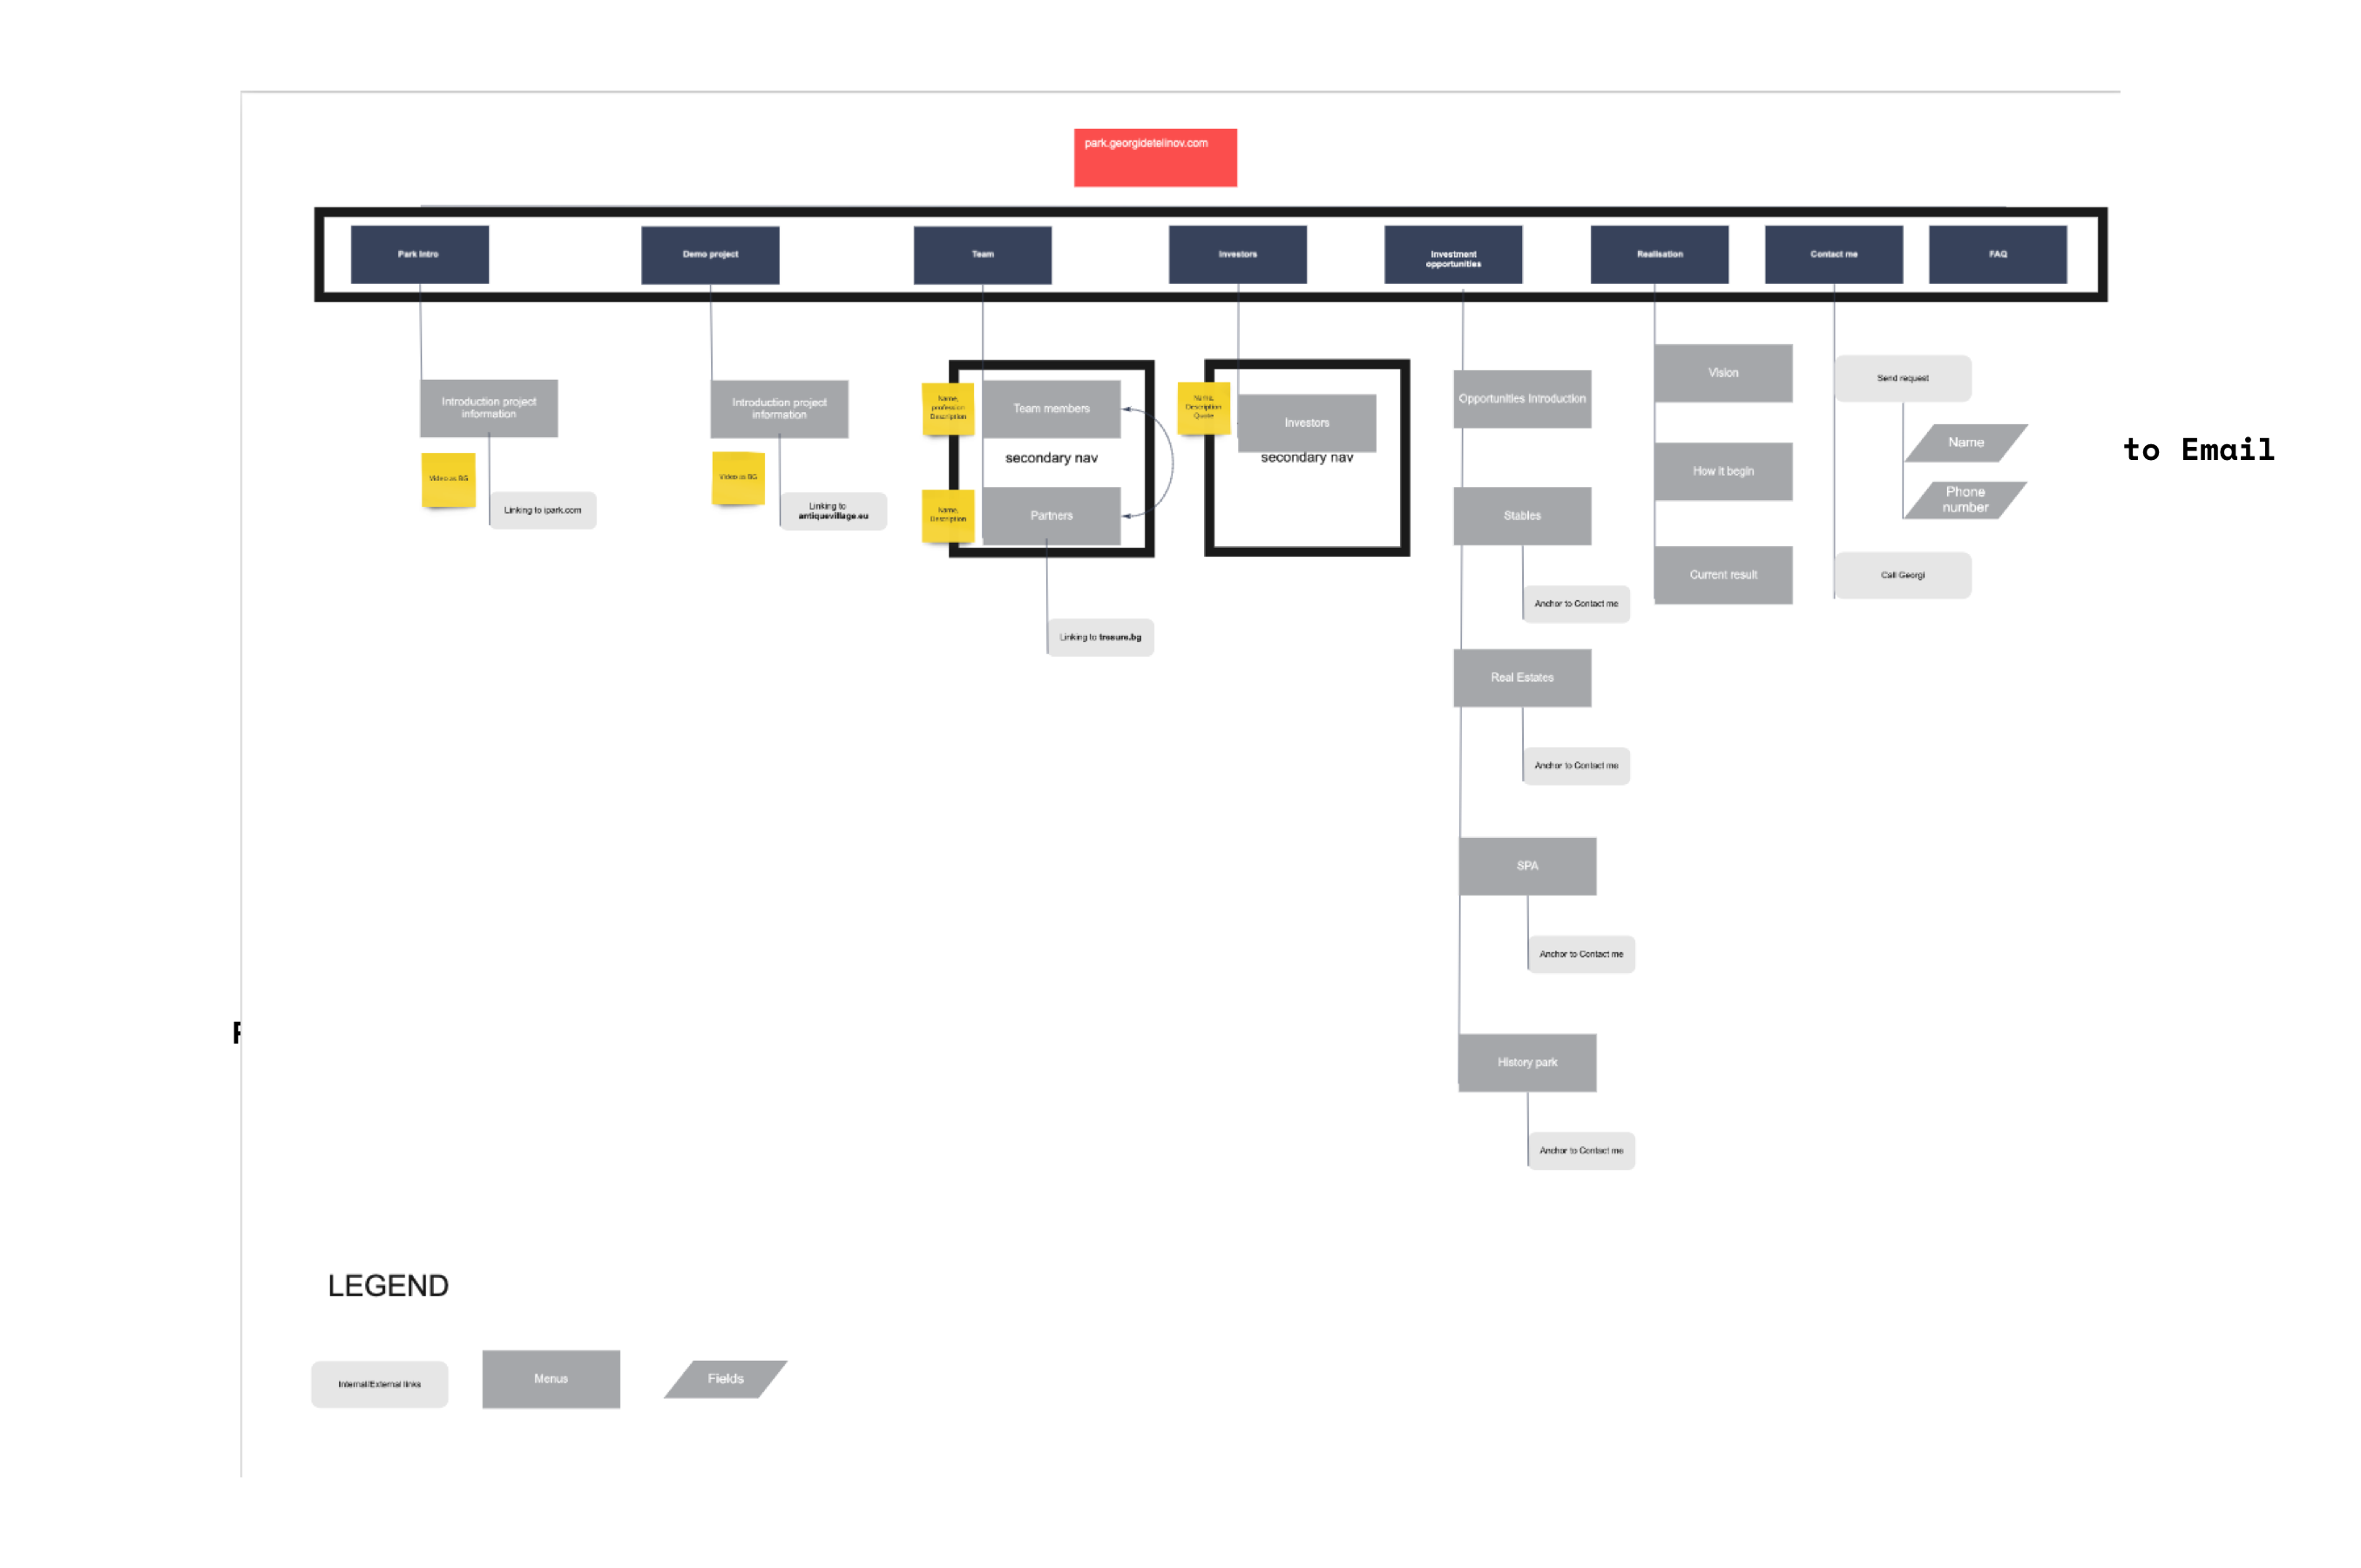 park.georgidetelinov.com
Park Intro
Demo project
Team
Investors
Investment
opportunities
Realisation
Contact me
FAQ
Introduction project
information
Video as BG
Linking to ipark.com
Introduction project
information
Video as BG
Linking to
antiquevillage.eu
Name,
profession
Description
Team members
secondary nav
Name,
Description
Partners
Linking to tresure.bg
Name,
Description
Quote
Investors
secondary nav
Opportunities Introduction
Stables
Anchor to Contact me
Real Estates
Anchor to Contact me
SPA
Anchor to Contact me
History park
Anchor to Contact me
Vision
How it begin
Current result
Send request
Name
Phone
number
Call Georgi
to Email
LEGEND
Internal/External links
Menus
Fields